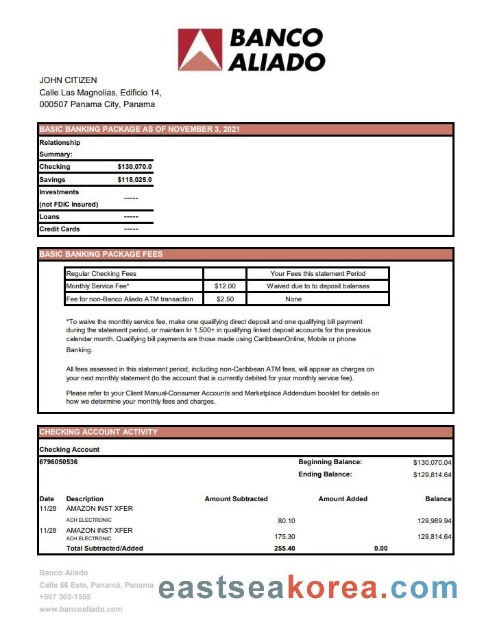 BANCO
ALIADO
JOHN CITIZEN
Calle Las Magnolias, Edificio 14,
000507 Panama City, Panama
BASIC BANKING PACKAGE AS OF NOVEMBER 3, 2021
Relationship
Summary:
Checking $130,070.0
Savings $118,025.0
Investments
(not FDIC Insured) -----
Loans -----
Credit Cards -----
BASIC BANKING PACKAGE FEES
Regular Checking Fees Your Fees this statement Period
Monthly Service Fee* $12.00 Waived due to to deposit balanses
Fee for non-Banco Aliado ATM transaction $2.50 None
*To waive the monthly service fee, make one qualifying direct deposit and one qualifying bill payment
during the statement period, or maintain kr 1.500+ in qualifying linked deposit accounts for the previous
calendar month. Qualifying bill payments are those made using CaribbeanOnline, Mobile or phone
Banking.
All fees assessed in this statement period, including non-Caribbean ATM fees, will appear as charges on
your next monthly statement (to the account that is currently debited for your monthly service fee).
Please refer to your Client Manual-Consumer Accounts and Marketplace Addendum booklet for details on
how we determine your monthly fees and charges.
CHECKING ACCOUNT ACTIVITY
Checking Account
6796050536 Beginning Balance: $130,070.04
Ending Balance: $129,814.64
Date Description Amount Subtracted Amount Added Balance
11/28 AMAZON INST XFER
ACH ELECTRONIC 80.10 129,989.94
11/28 AMAZON INST XFER
ACH ELECTRONIC 175.30 129,814.64
Total Subtracted/Added 255.40 0.00
Banco Aliado
Calle 56 Este, Panamá, Panama
+507 302-1555
www.bancoaliado.com
eastseakorea.com